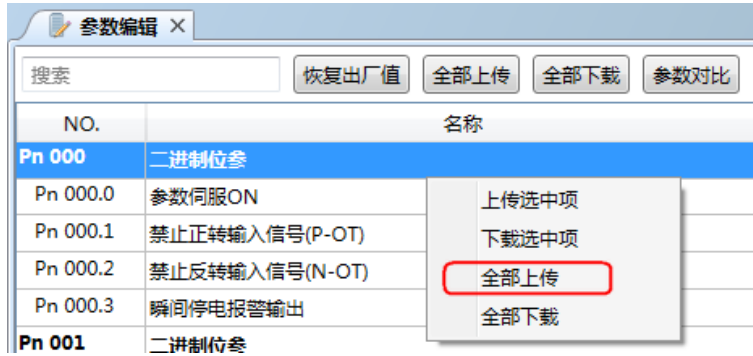 参数编辑
搜索 恢复出厂值 全部上传 全部下载 参数对比
NO. 名称
Pn 000 二进制位参
Pn 000.0 参数伺服ON
Pn 000.1 禁止正转输入信号(P-OT)
Pn 000.2 禁止反转输入信号(N-OT)
Pn 000.3 瞬间停电报警输出
Pn 001 二进制位参
上传选中项
下载选中项
全部上传
全部下载